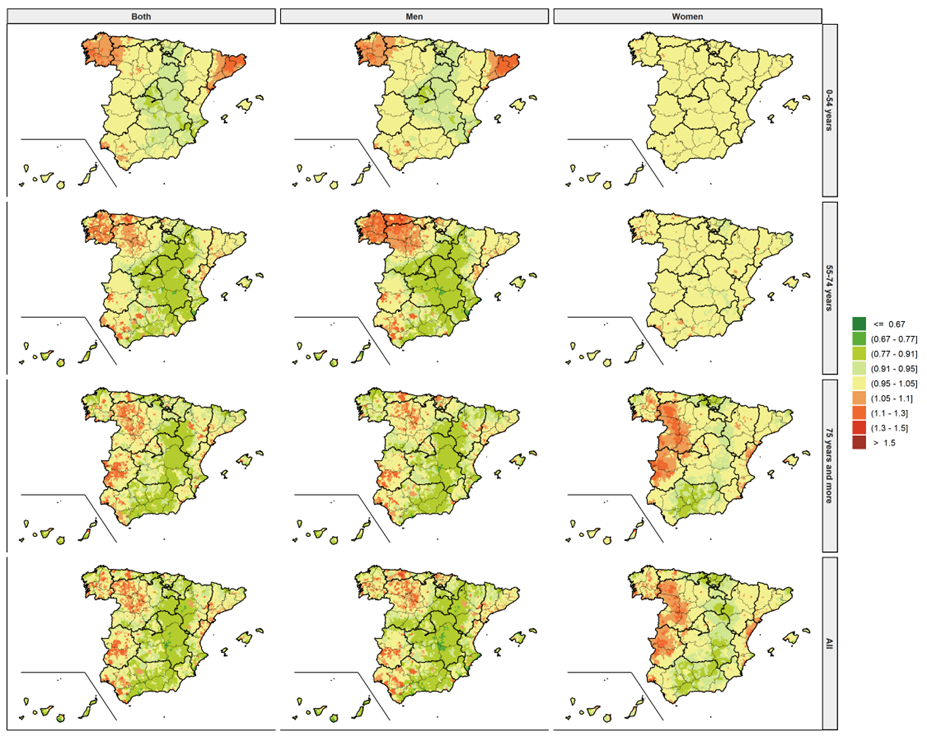 Both
Men
Women
0-54 years
55-74 years
75 years and more
All
<= 0.67
(0.67 - 0.77]
(0.77 - 0.91]
(0.91 - 0.95]
(0.95 - 1.05]
(1.05 - 1.1]
(1.1 - 1.3]
(1.3 - 1.5]
> 1.5